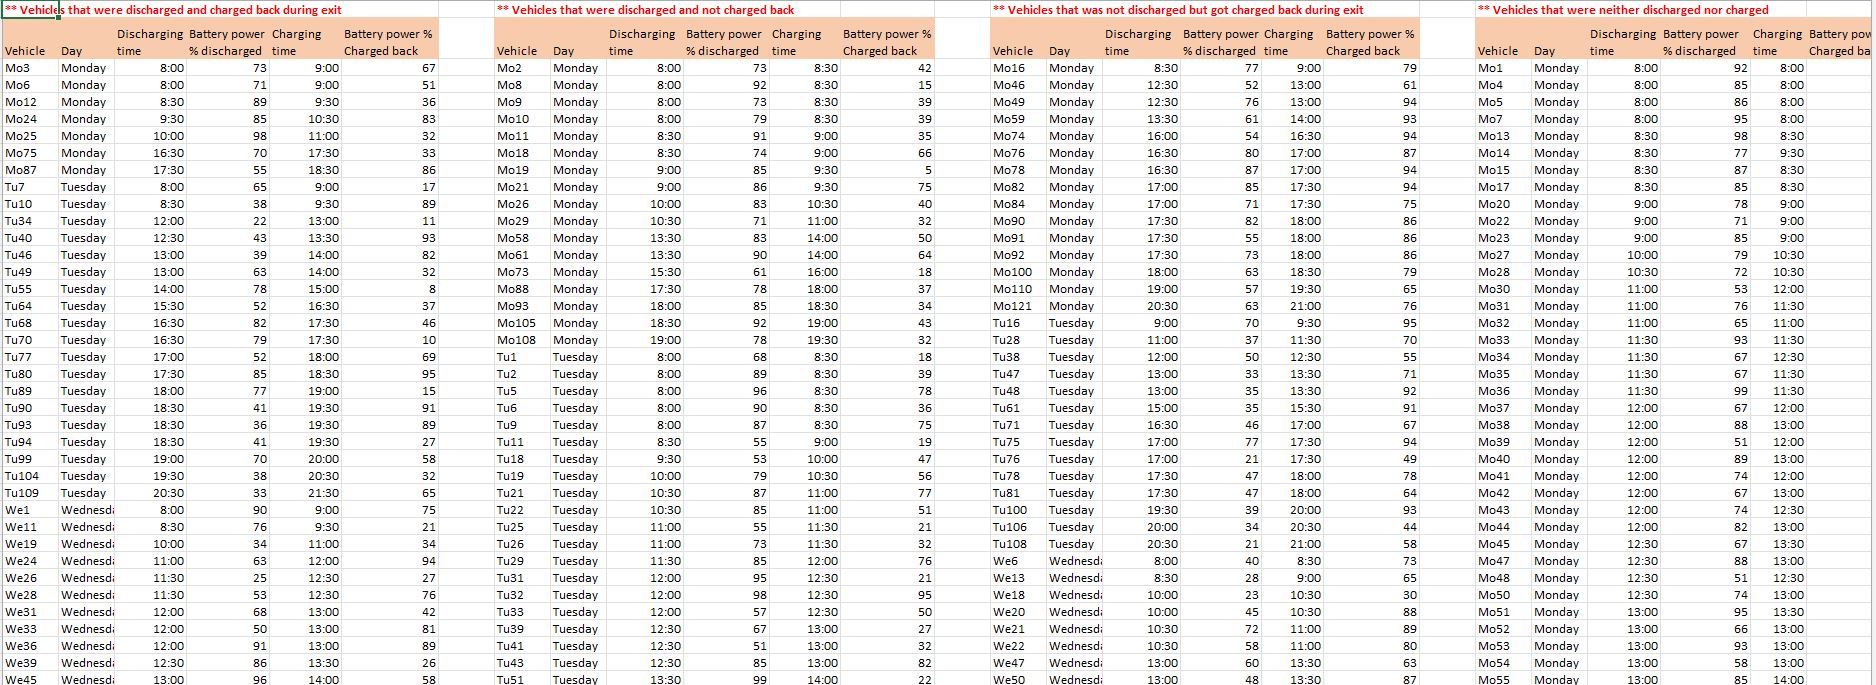 ** Vehicles that were discharged and charged back during exit ** Vehicles that were discharged and not charged back ** Vehicles that was not discharged but got charged back during exit ** Vehicles that were neither discharged nor charged
Discharging Battery power Charging Battery power % Discharging Battery power Charging Battery power % Discharging Battery power Charging Battery power % Discharging Battery power Charging Battery pow
Vehicle Day time % discharged time Charged back Vehicle Day time % discharged time Charged back Vehicle Day time % discharged time Charged back Vehicle Day time % discharged time Charged ba
Mo3 Monday 8:00 73 9:00 67 Mo2 Monday 8:00 73 8:30 42 Mo16 Monday 8:30 77 9:00 79 Mo1 Monday 8:00 92 8:00
Mo6 Monday 8:00 71 9:00 51 Mo8 Monday 8:00 92 8:30 15 Mo46 Monday 12:30 52 13:00 61 Mo4 Monday 8:00 85 8:00
Mo12 Monday 8:30 89 9:30 36 Mo9 Monday 8:00 73 8:30 39 Mo49 Monday 12:30 76 13:00 94 Mo5 Monday 8:00 86 8:00
Mo24 Monday 9:30 85 10:30 83 Mo10 Monday 8:00 79 8:30 39 Mo59 Monday 13:30 61 14:00 93 Mo7 Monday 8:00 95 8:00
Mo25 Monday 10:00 98 11:00 32 Mo11 Monday 8:30 91 9:00 35 Mo74 Monday 16:00 54 16:30 94 Mo13 Monday 8:30 98 8:30
Mo75 Monday 16:30 70 17:30 33 Mo18 Monday 8:30 74 9:00 66 Mo76 Monday 16:30 80 17:00 87 Mo14 Monday 8:30 77 9:30
Mo87 Monday 17:30 55 18:30 86 Mo19 Monday 9:00 85 9:30 5 Mo78 Monday 16:30 87 17:00 94 Mo15 Monday 8:30 87 8:30
Tu7 Tuesday 8:00 65 9:00 17 Mo21 Monday 9:00 86 9:30 75 Mo82 Monday 17:00 85 17:30 94 Mo17 Monday 8:30 85 8:30
Tu10 Tuesday 8:30 38 9:30 89 Mo26 Monday 10:00 83 10:30 40 Mo84 Monday 17:00 71 17:30 75 Mo20 Monday 9:00 78 9:00
Tu34 Tuesday 12:00 22 13:00 11 Mo29 Monday 10:30 71 11:00 32 Mo90 Monday 17:30 82 18:00 86 Mo22 Monday 9:00 71 9:00
Tu40 Tuesday 12:30 43 13:30 93 Mo58 Monday 13:30 83 14:00 50 Mo91 Monday 17:30 55 18:00 86 Mo23 Monday 9:00 85 9:00
Tu46 Tuesday 13:00 39 14:00 82 Mo61 Monday 13:30 90 14:00 64 Mo92 Monday 17:30 73 18:00 86 Mo27 Monday 10:00 79 10:30
Tu49 Tuesday 13:00 63 14:00 32 Mo73 Monday 15:30 61 16:00 18 Mo100 Monday 18:00 63 18:30 79 Mo28 Monday 10:30 72 10:30
Tu55 Tuesday 14:00 78 15:00 8 Mo88 Monday 17:30 78 18:00 37 Mo110 Monday 19:00 57 19:30 65 Mo30 Monday 11:00 53 12:00
Tu64 Tuesday 15:30 52 16:30 37 Mo93 Monday 18:00 85 18:30 34 Mo121 Monday 20:30 63 21:00 76 Mo31 Monday 11:00 76 11:30
Tu68 Tuesday 16:30 82 17:30 46 Mo105 Monday 18:30 92 19:00 43 Tu16 Tuesday 9:00 70 9:30 95 Mo32 Monday 11:00 65 11:00
Tu70 Tuesday 16:30 79 17:30 10 Mo108 Monday 19:00 78 19:30 32 Tu28 Tuesday 11:00 37 11:30 70 Mo33 Monday 11:30 93 11:30
Tu77 Tuesday 17:00 52 18:00 69 Tu1 Tuesday 8:00 68 8:30 18 Tu38 Tuesday 12:00 50 12:30 55 Mo34 Monday 11:30 67 12:30
Tu80 Tuesday 17:30 85 18:30 95 Tu2 Tuesday 8:00 89 8:30 39 Tu47 Tuesday 13:00 33 13:30 71 Mo35 Monday 11:30 67 11:30
Tu89 Tuesday 18:00 77 19:00 15 Tu5 Tuesday 8:00 96 8:30 78 Tu48 Tuesday 13:00 35 13:30 92 Mo36 Monday 11:30 99 11:30
Tu90 Tuesday 18:30 41 19:30 91 Tu6 Tuesday 8:00 90 8:30 36 Tu61 Tuesday 15:00 35 15:30 91 Mo37 Monday 12:00 67 12:00
Tu93 Tuesday 18:30 36 19:30 89 Tu9 Tuesday 8:00 87 8:30 75 Tu71 Tuesday 16:30 46 17:00 67 Mo38 Monday 12:00 88 13:00
Tu94 Tuesday 18:30 41 19:30 27 Tu11 Tuesday 8:30 55 9:00 19 Tu75 Tuesday 17:00 77 17:30 94 Mo39 Monday 12:00 51 12:00
Tu99 Tuesday 19:00 70 20:00 58 Tu18 Tuesday 9:30 53 10:00 47 Tu76 Tuesday 17:00 21 17:30 49 Mo40 Monday 12:00 89 13:00
Tu104 Tuesday 19:30 38 20:30 32 Tu19 Tuesday 10:00 79 10:30 56 Tu78 Tuesday 17:30 47 18:00 78 Mo41 Monday 12:00 74 12:00
Tu109 Tuesday 20:30 33 21:30 65 Tu21 Tuesday 10:30 87 11:00 77 Tu81 Tuesday 17:30 47 18:00 64 Mo42 Monday 12:00 67 13:00
We1 Wednesd 8:00 90 9:00 75 Tu22 Tuesday 10:30 85 11:00 51 Tu100 Tuesday 19:30 39 20:00 93 Mo43 Monday 12:00 74 12:30
We11 Wednesd 8:30 76 9:30 21 Tu25 Tuesday 11:00 55 11:30 21 Tu106 Tuesday 20:00 34 20:30 44 Mo44 Monday 12:00 82 13:00
We19 Wednesd 10:00 34 11:00 34 Tu26 Tuesday 11:00 73 11:30 32 Tu108 Tuesday 20:30 21 21:00 58 Mo45 Monday 12:30 67 13:30
We24 Wednesd 11:00 63 12:00 94 Tu29 Tuesday 11:30 85 12:00 76 We6 Wednesd 8:00 40 8:30 73 Mo47 Monday 12:30 88 13:00
We26 Wednesd 11:30 25 12:30 27 Tu31 Tuesday 12:00 95 12:30 21 We13 Wednesd 8:30 28 9:00 65 Mo48 Monday 12:30 51 12:30
We28 Wednesd 11:30 53 12:30 76 Tu32 Tuesday 12:00 98 12:30 95 We18 Wednesd 10:00 23 10:30 30 Mo50 Monday 12:30 74 13:00
We31 Wednesd 12:00 68 13:00 42 Tu33 Tuesday 12:00 57 12:30 50 We20 Wednesd 10:00 45 10:30 88 Mo51 Monday 13:00 95 13:30
We33 Wednesd 12:00 50 13:00 81 Tu39 Tuesday 12:30 67 13:00 27 We21 Wednesd 10:30 72 11:00 89 Mo52 Monday 13:00 66 13:00
We36 Wednesd 12:00 91 13:00 89 Tu41 Tuesday 12:30 51 13:00 32 We22 Wednesd 10:30 58 11:00 80 Mo53 Monday 13:00 93 13:00
We39 Wednesd 12:30 86 13:30 26 Tu43 Tuesday 12:30 85 13:00 82 We47 Wednesd 13:00 60 13:30 63 Mo54 Monday 13:00 58 13:00
We45 Wednesd 13:00 96 14:00 58 Tu51 Tuesday 13:30 99 14:00 22 We50 Wednesd 13:00 48 13:30 87 Mo55 Monday 13:00 85 14:00